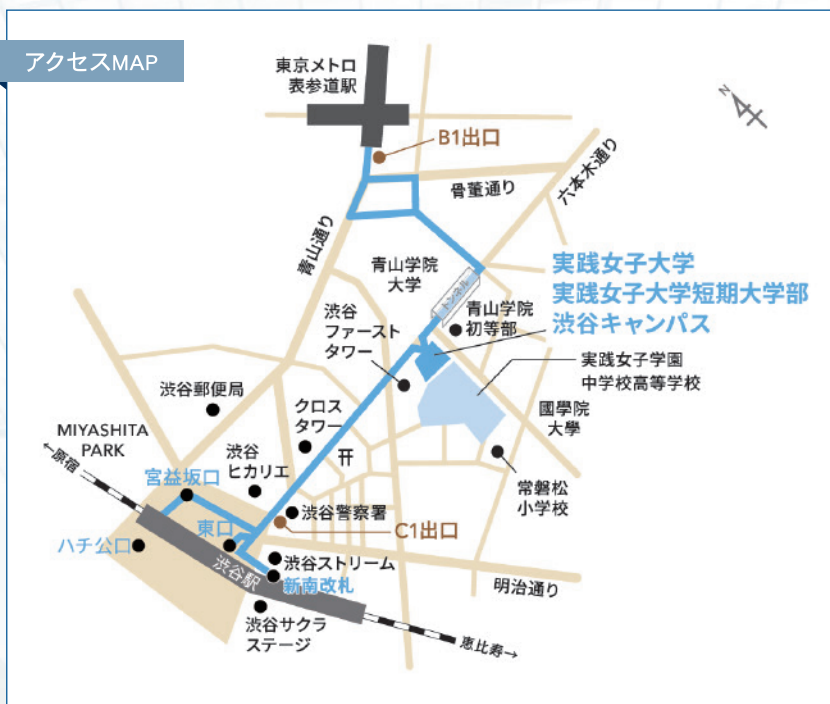 アクセスMAP
東京メトロ
表参道駅
N
B1出口
骨董通り
六本木通り
青山通り
青山学院
大学
トンネル
実践女子大学
実践女子大学短期大学部
渋谷キャンパス
渋谷
ファースト
タワー
青山学院
初等部
実践女子学園
中学校高等学校
渋谷郵便局
クロス
タワー
國學院
大學
MIYASHITA
PARK
←原宿
渋谷
ヒカリエ
宮益坂口
常磐松
小学校
渋谷警察署
C1出口
ハチ公口
東口
渋谷駅
渋谷ストリーム
新南改札
明治通り
渋谷サクラ
ステージ
恵比寿→